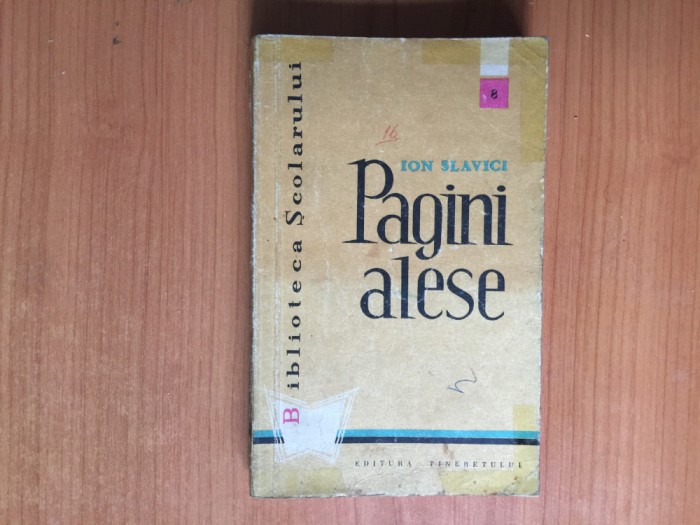 Biblioteca Școlarului
8
16
ION SLAVICI
Pagini
alese
EDITURA TINERETULUI